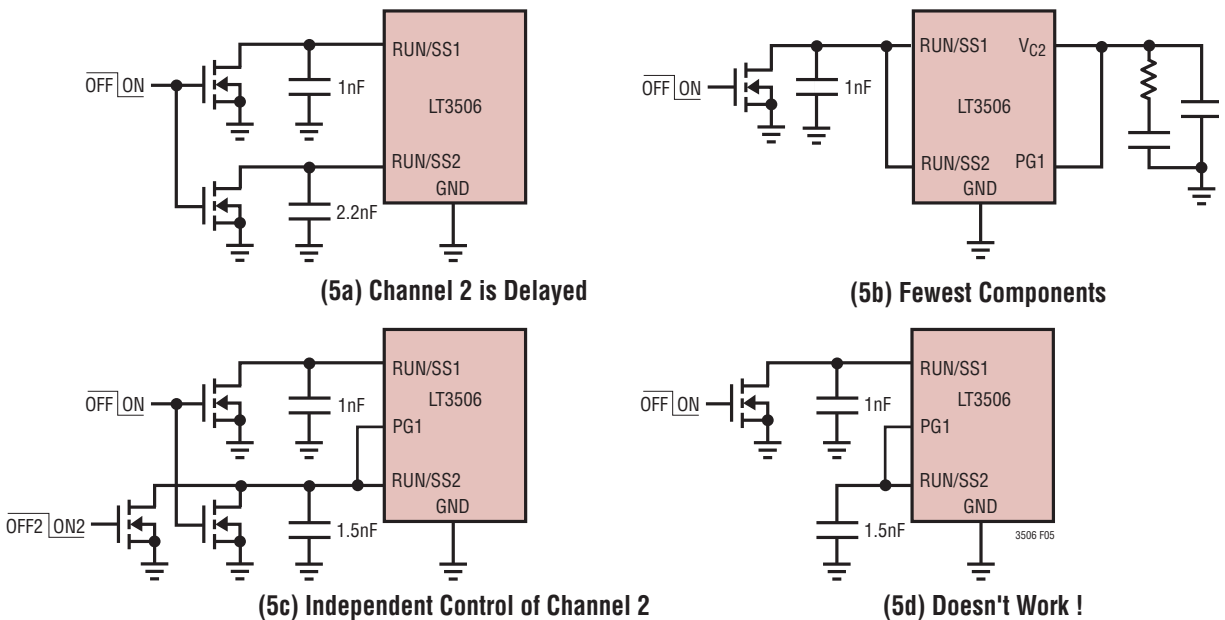 RUN/SS1
OFF ON
1nF
LT3506
RUN/SS2
GND
2.2nF
(5a) Channel 2 is Delayed
RUN/SS1
VC2
OFF ON
1nF
LT3506
RUN/SS2
PG1
GND
(5b) Fewest Components
RUN/SS1
OFF ON
1nF
LT3506
PG1
RUN/SS2
OFF2 ON2
GND
1.5nF
(5c) Independent Control of Channel 2
RUN/SS1
OFF ON
1nF
LT3506
PG1
RUN/SS2
GND
1.5nF
3506 F05
(5d) Doesn't Work !